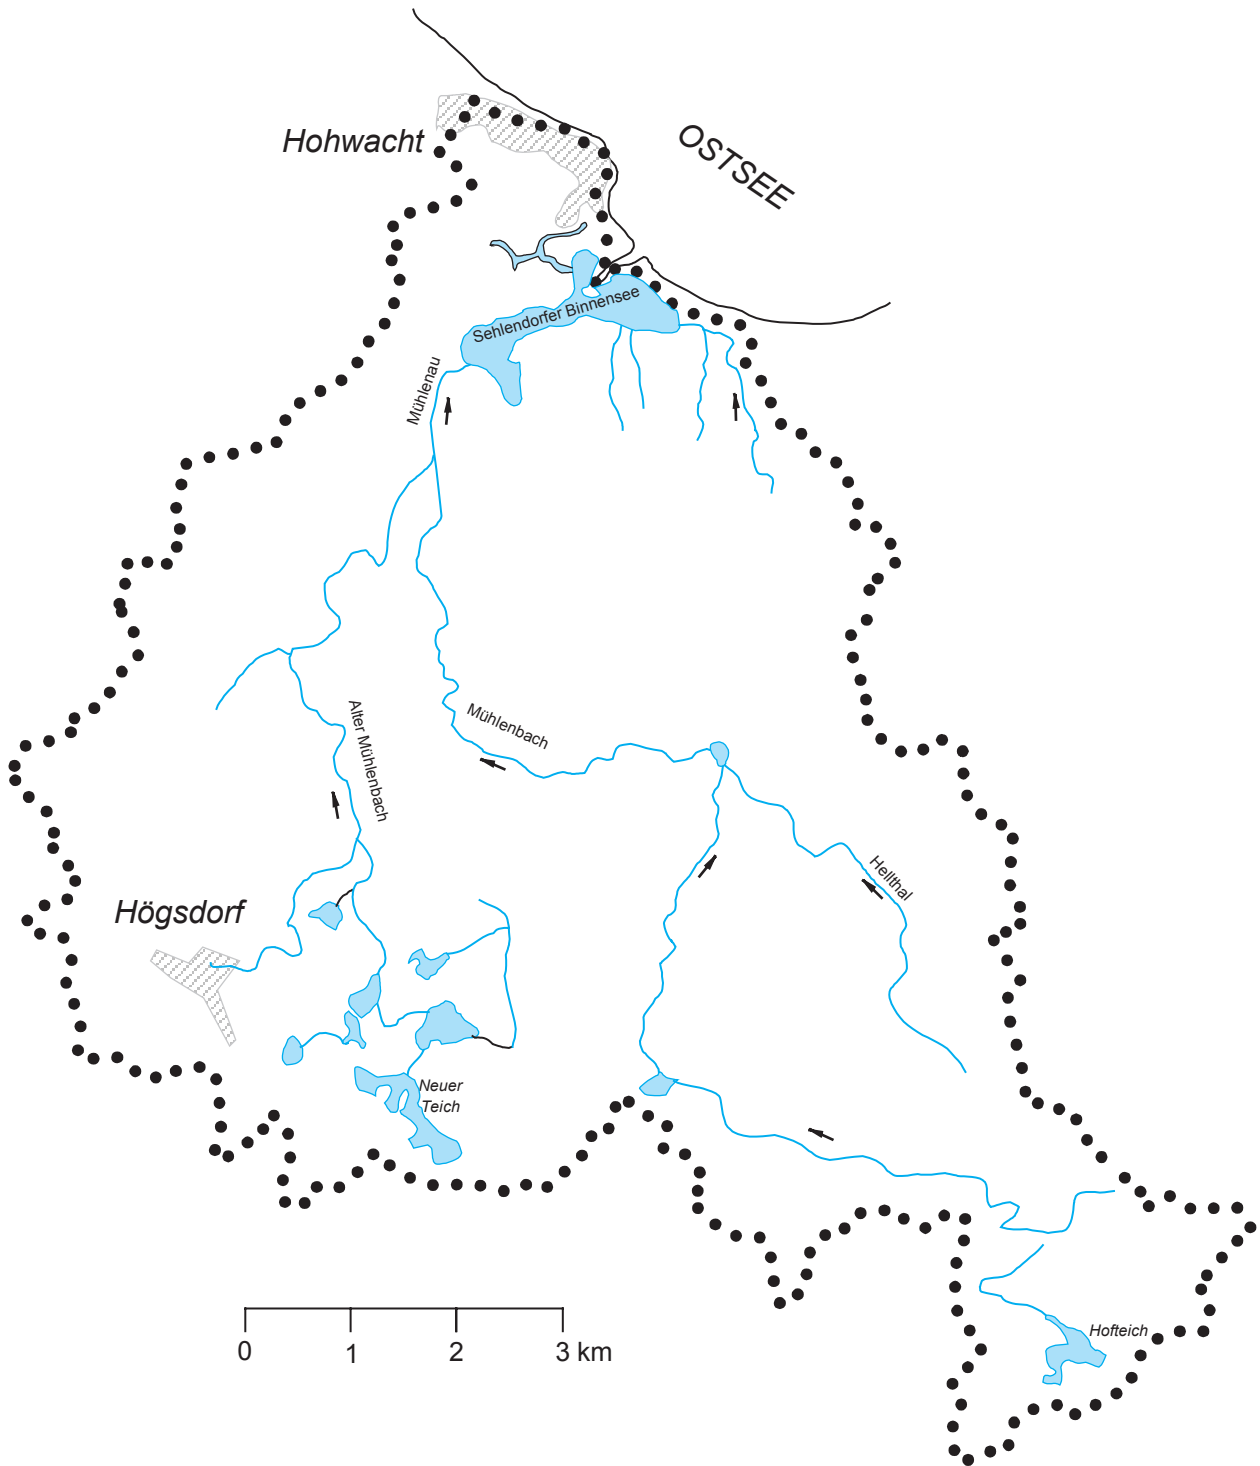 Hohwacht
OSTSEE
Sehlendorfer Binnensee
Mühlenau
Mühlenbach
Alter Mühlenbach
Hellthal
Högsdorf
Neuer
Teich
Hofteich
0 1 2 3 km